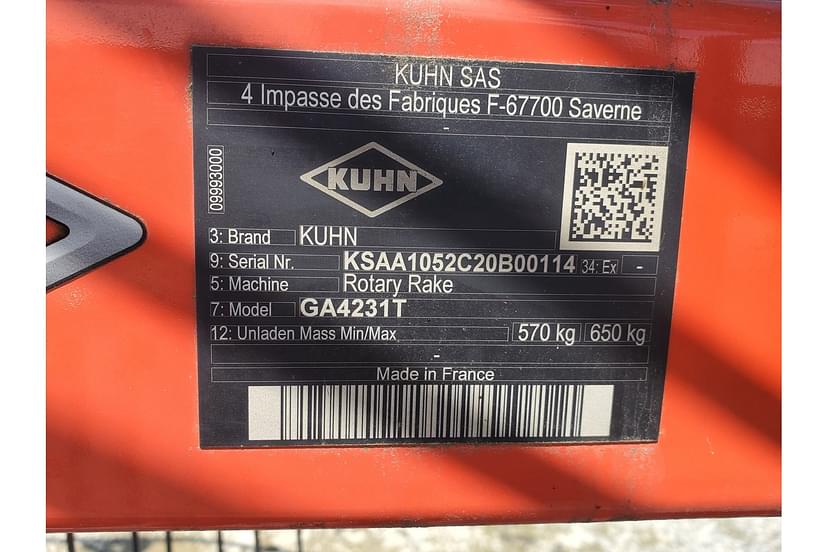 KUHN SAS
4 Impasse des Fabriques F-67700 Saverne
-
09993000
KUHN
3: Brand KUHN
9: Serial Nr. KSAA1052C20B00114 34: Ex -
5: Machine Rotary Rake
7: Model GA4231T
12: Unladen Mass Min/Max 570 kg 650 kg
-
Made in France